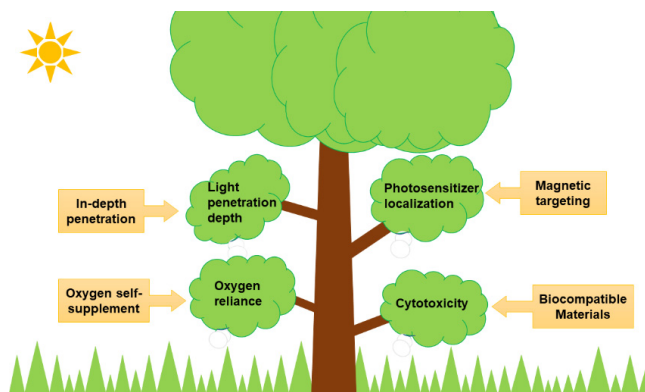 In-depth
penetration
Light
penetration
depth
Photosensitizer
localization
Magnetic
targeting
Oxygen self-
supplement
Oxygen
reliance
Cytotoxicity
Biocompatible
Materials